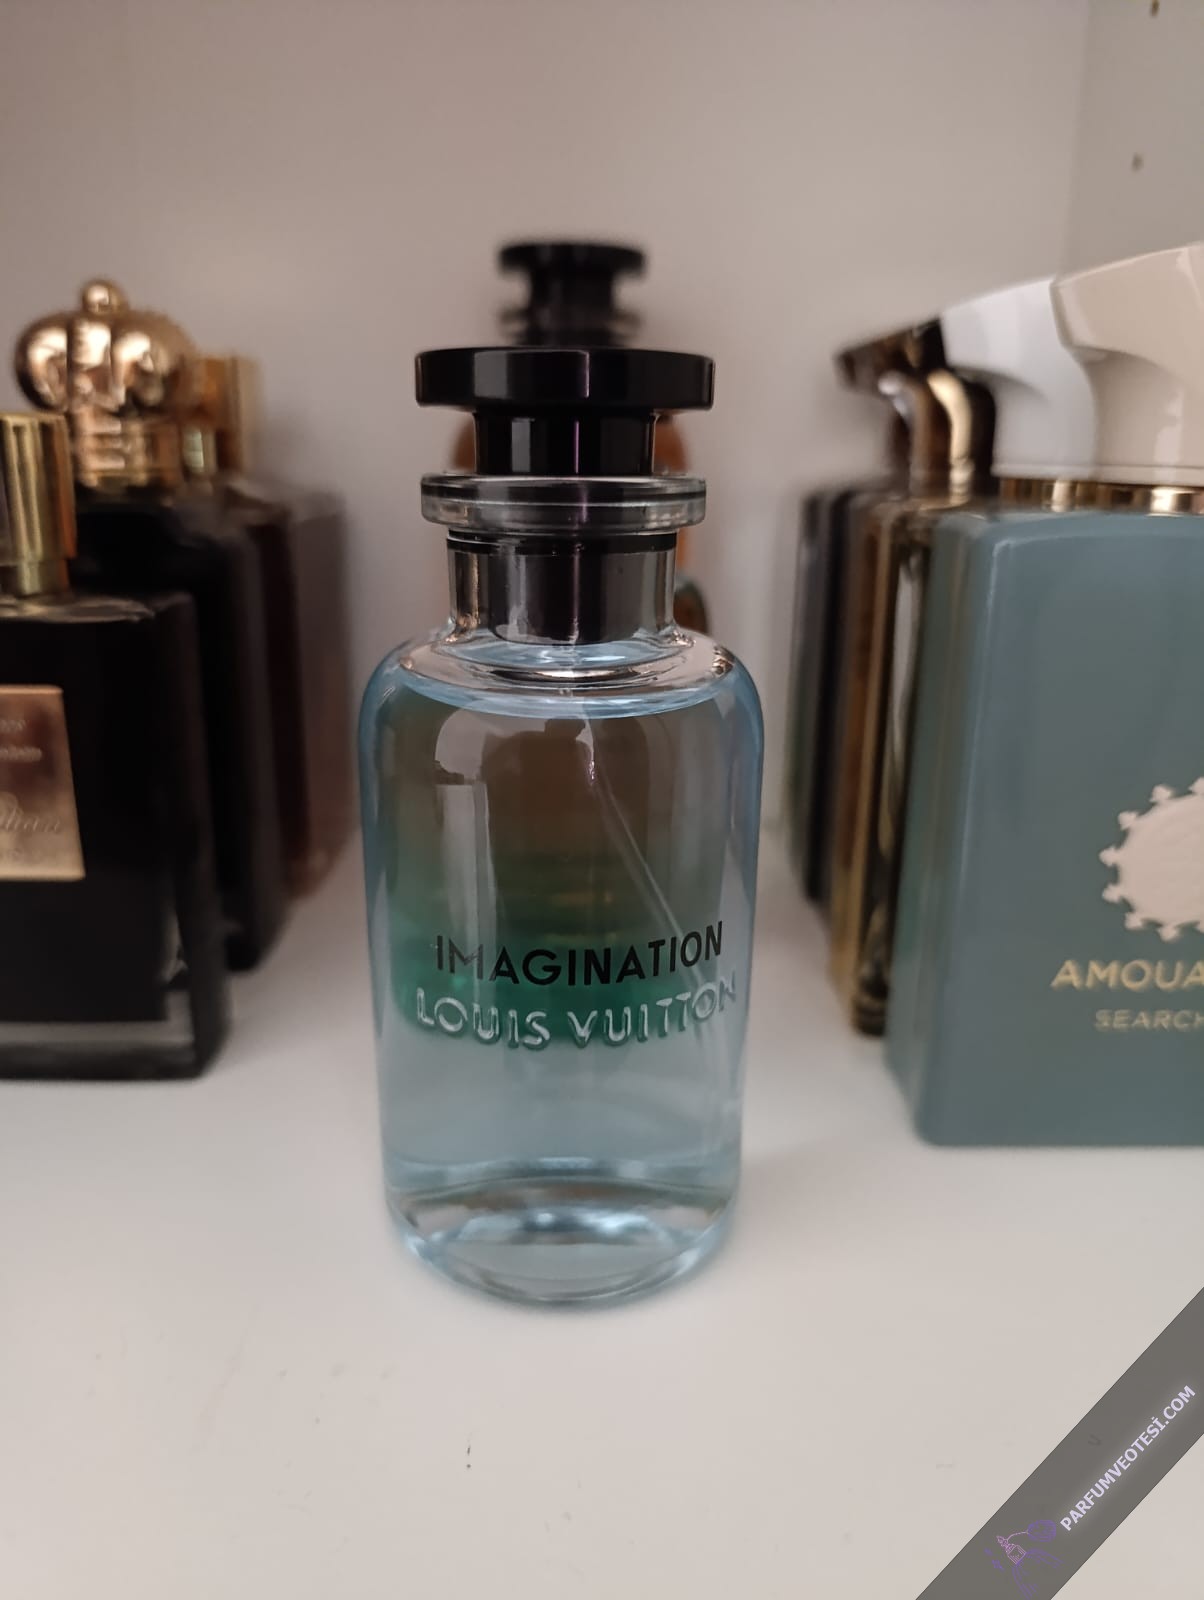 IMAGINATION
LOUIS VUITTON
AMOUA
SEARCH
PARFUMVEOTESİ.COM